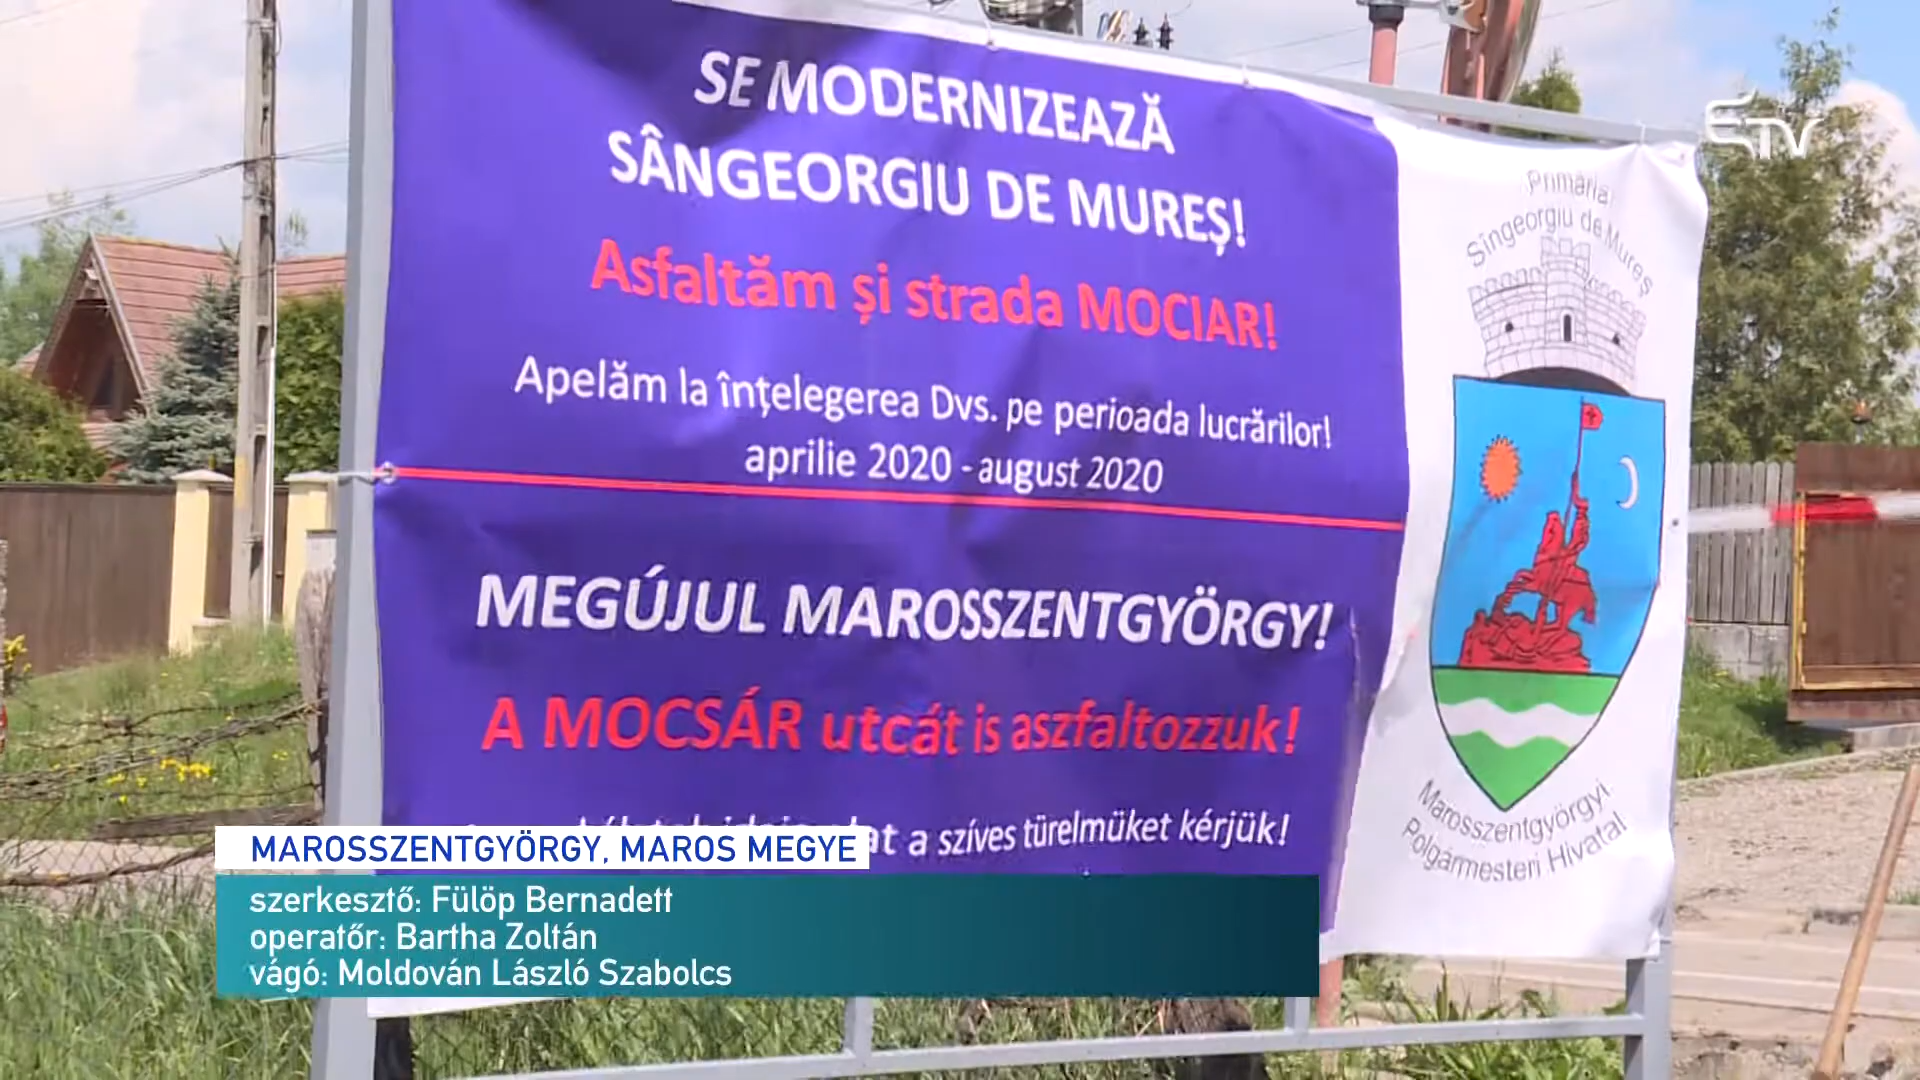 SE MODERNIZEAZĂ
SÂNGEORGIU DE MUREȘ!
Asfaltăm și strada MOCIAR!
Apelăm la înțelegerea Dvs. pe perioada lucrărilor!
aprilie 2020 - august 2020
MEGÚJUL MAROSSZENTGYÖRGY!
A MOCSÁR utcát is aszfaltozzuk!
a szíves türelmüket kérjük!
Primăria
Sîngeorgiu de Mureș
Marosszentgyörgyi
Polgármesteri Hivatal
ETV
MAROSSZENTGYÖRGY, MAROS MEGYE
szerkesztő: Fülöp Bernadett
operatőr: Bartha Zoltán
vágó: Moldován László Szabolcs